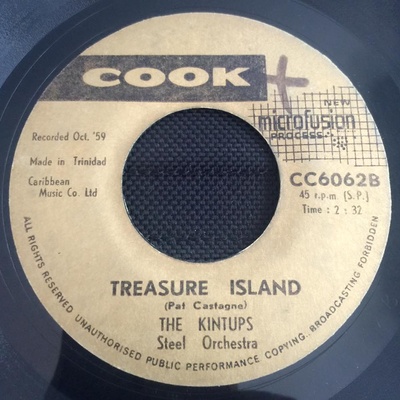 COOK
NEW
microfusion
PROCESS
Recorded Oct. '59
Made in Trinidad
Caribbean
Music Co. Ltd
CC6062B
45 r.p.m (S.P.)
Time : 2 : 32
TREASURE ISLAND
(Pat Castagne)
THE KINTUPS
Steel Orchestra
ALL RIGHTS RESERVED UNAUTHORISED PUBLIC PERFORMANCE COPYING, BROADCASTING FORBIDDEN